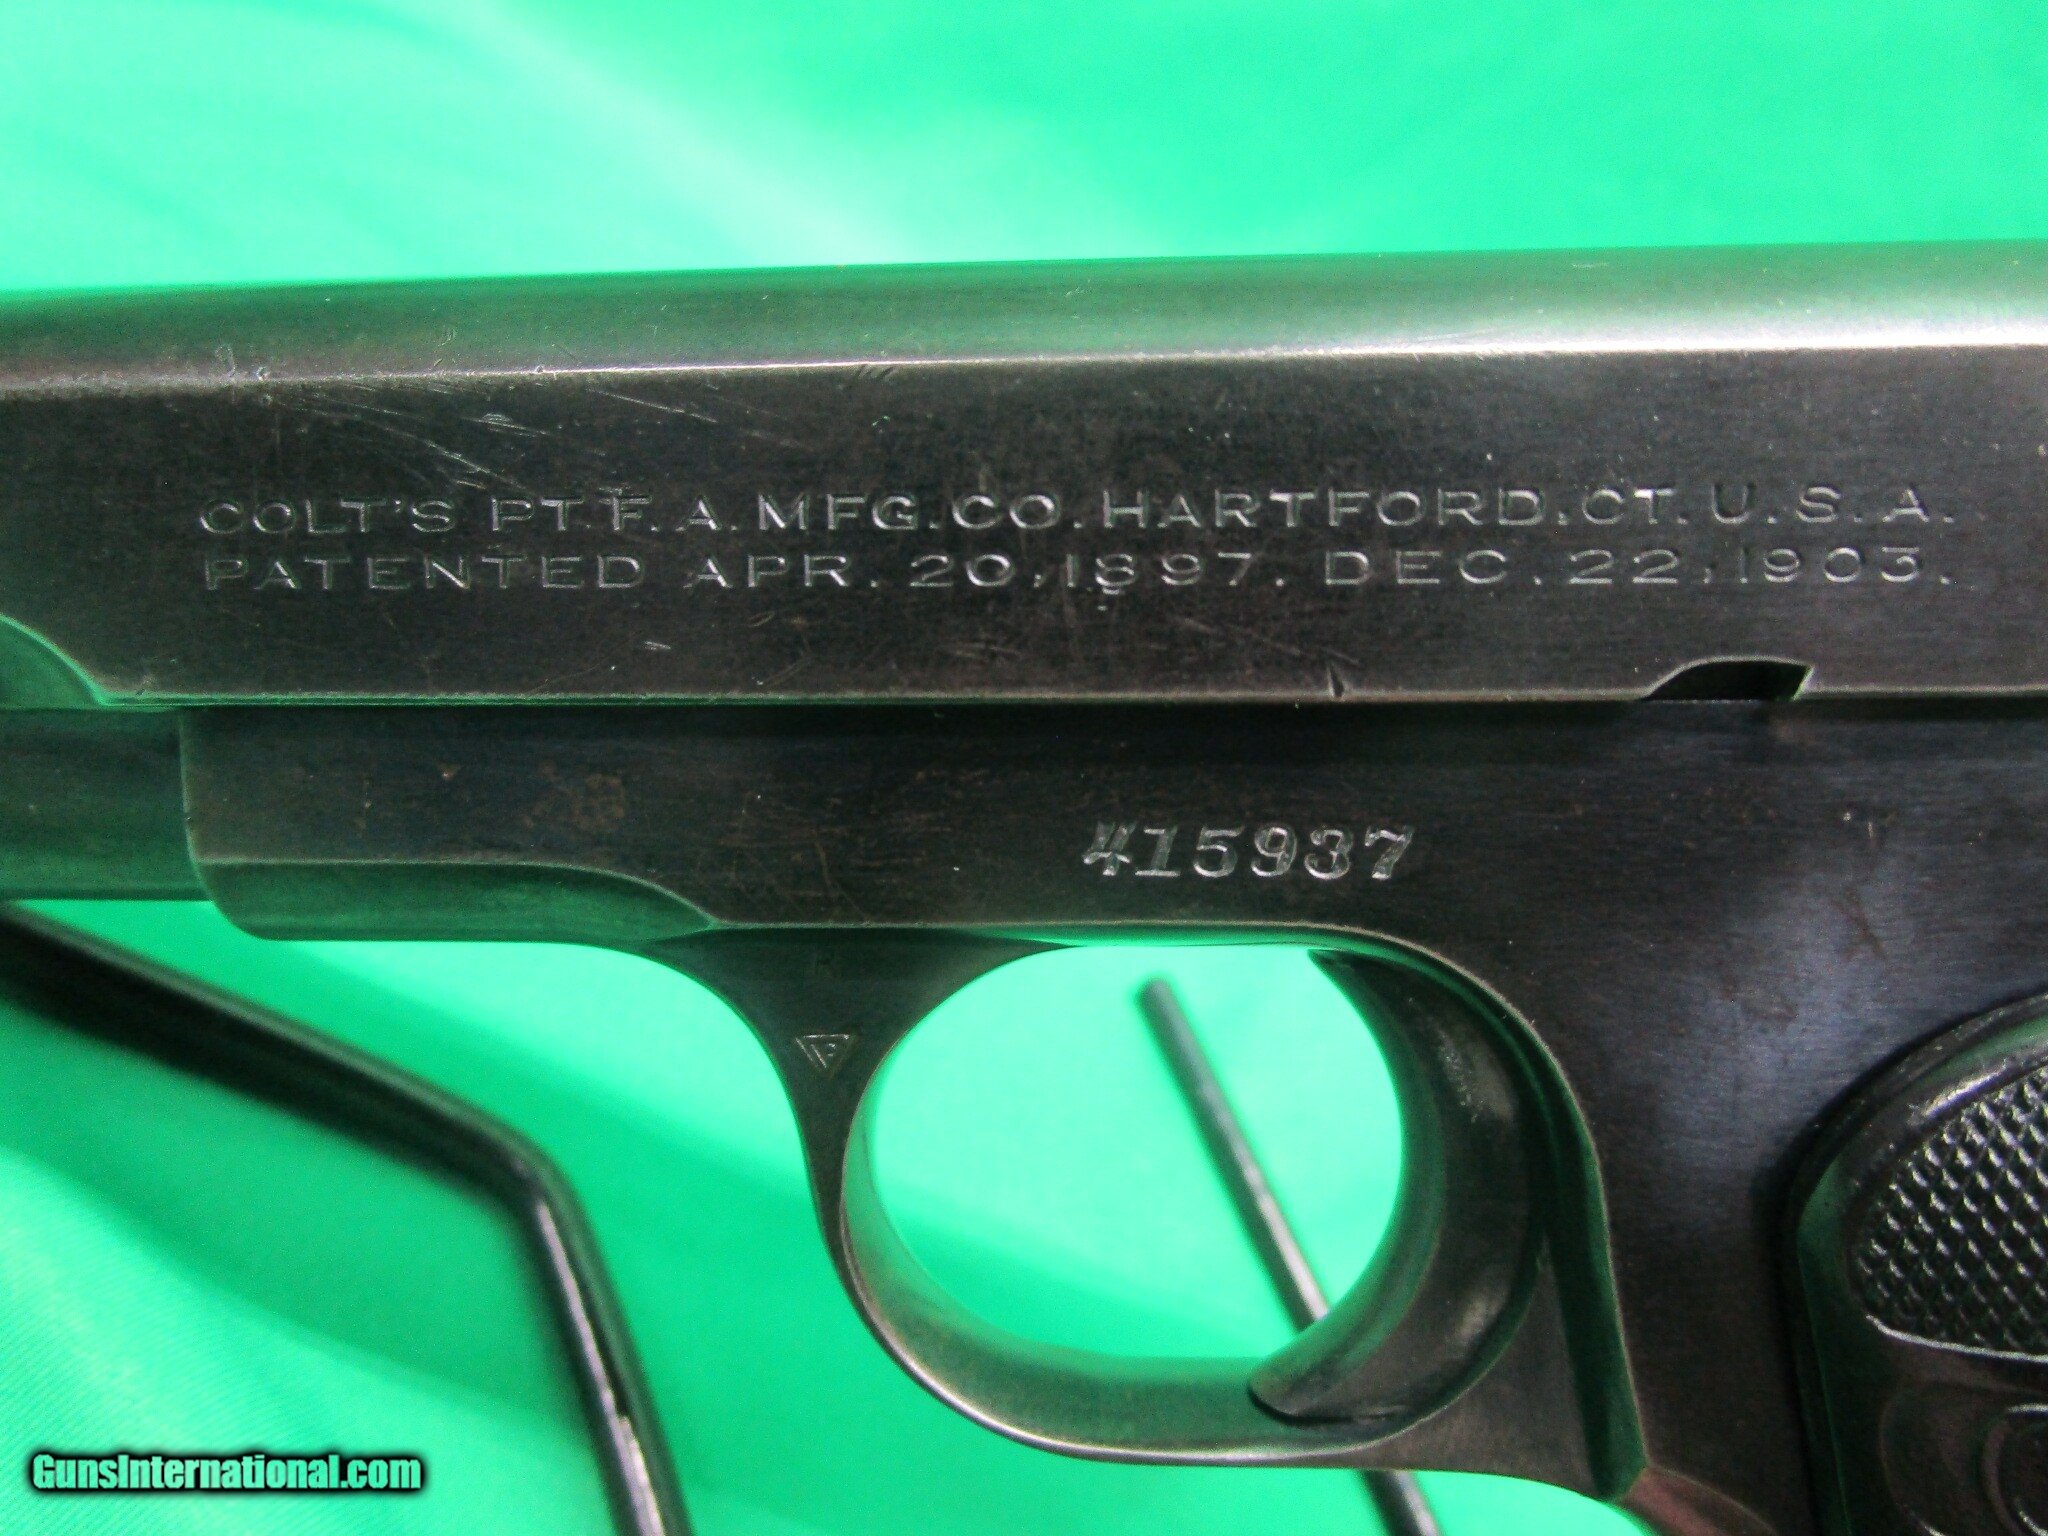 COLT'S PT. F. A. MFG. CO. HARTFORD. CT. U. S. A.
PATENTED APR. 20, 1897. DEC. 22, 1903.
415937
GunsInternational.com